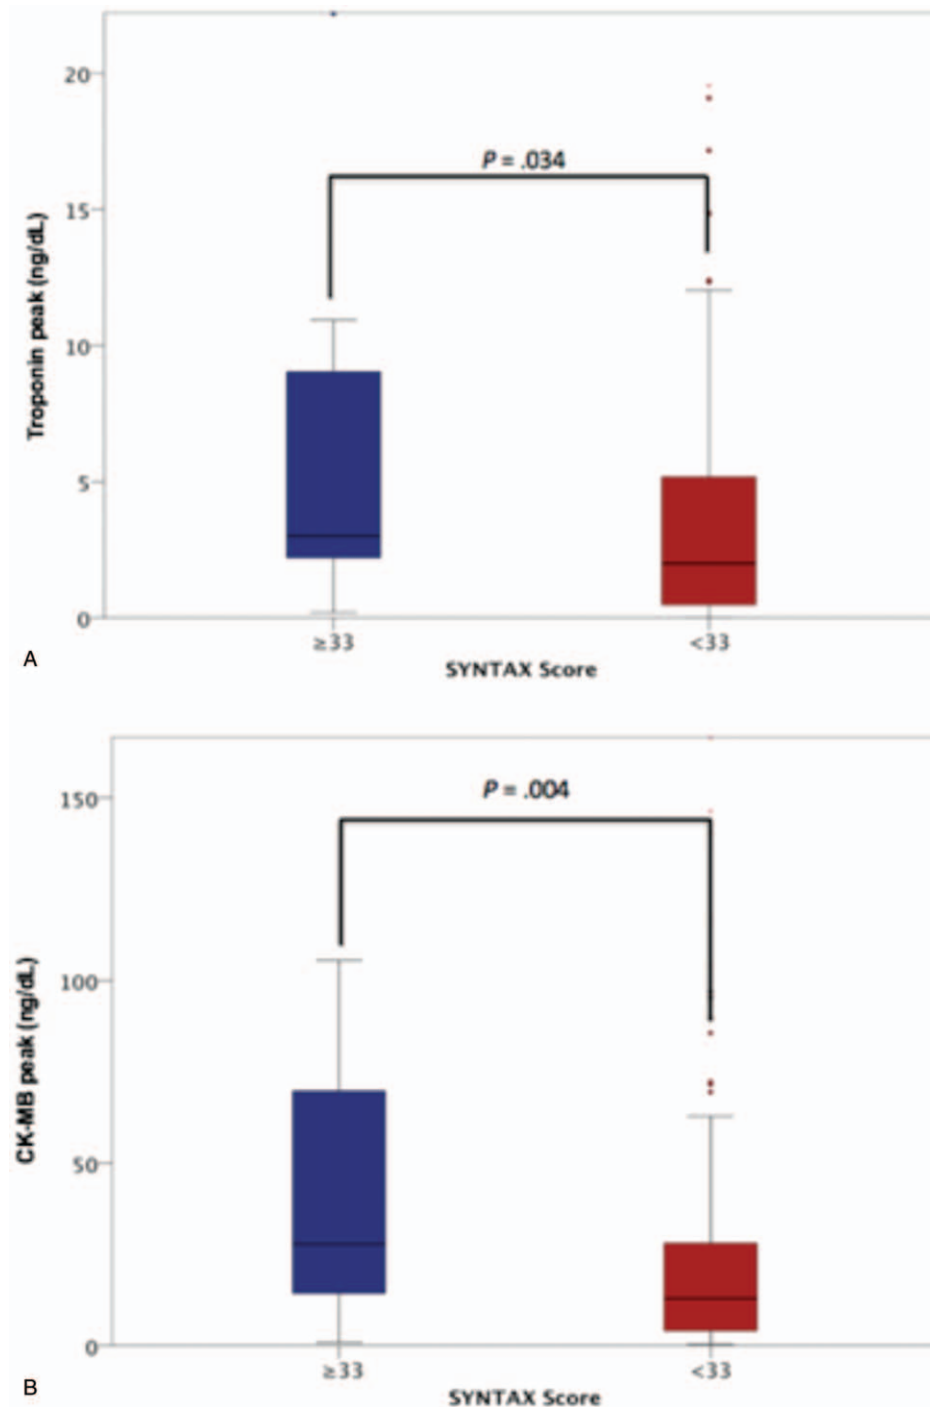 20
P = .034
15
Troponin peak (ng/dL)
10
5
0
≥33
<33
A
SYNTAX Score
P = .004
150
100
CK-MB peak (ng/dL)
50
0
≥33
<33
B
SYNTAX Score